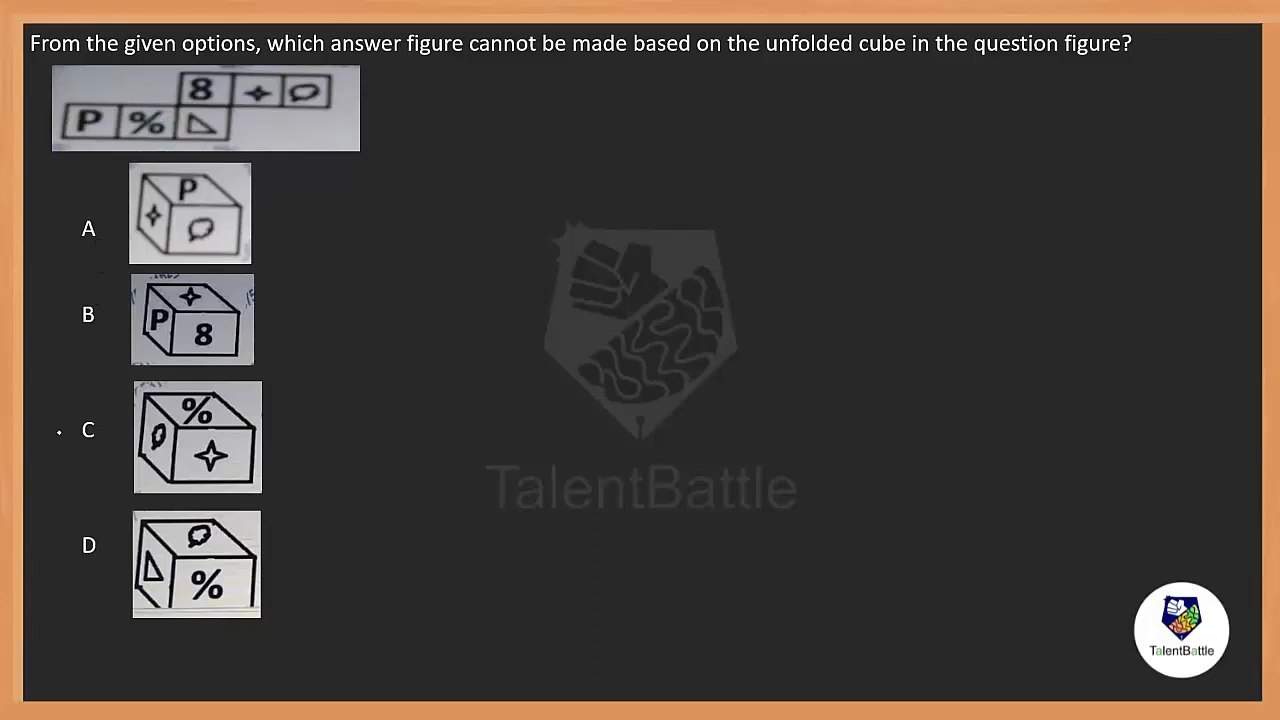 From the given options, which answer figure cannot be made based on the unfolded cube in the question figure?
8
P %
A
P
B
P 8
C
%
D
%
TalentBattle
TalentBattle